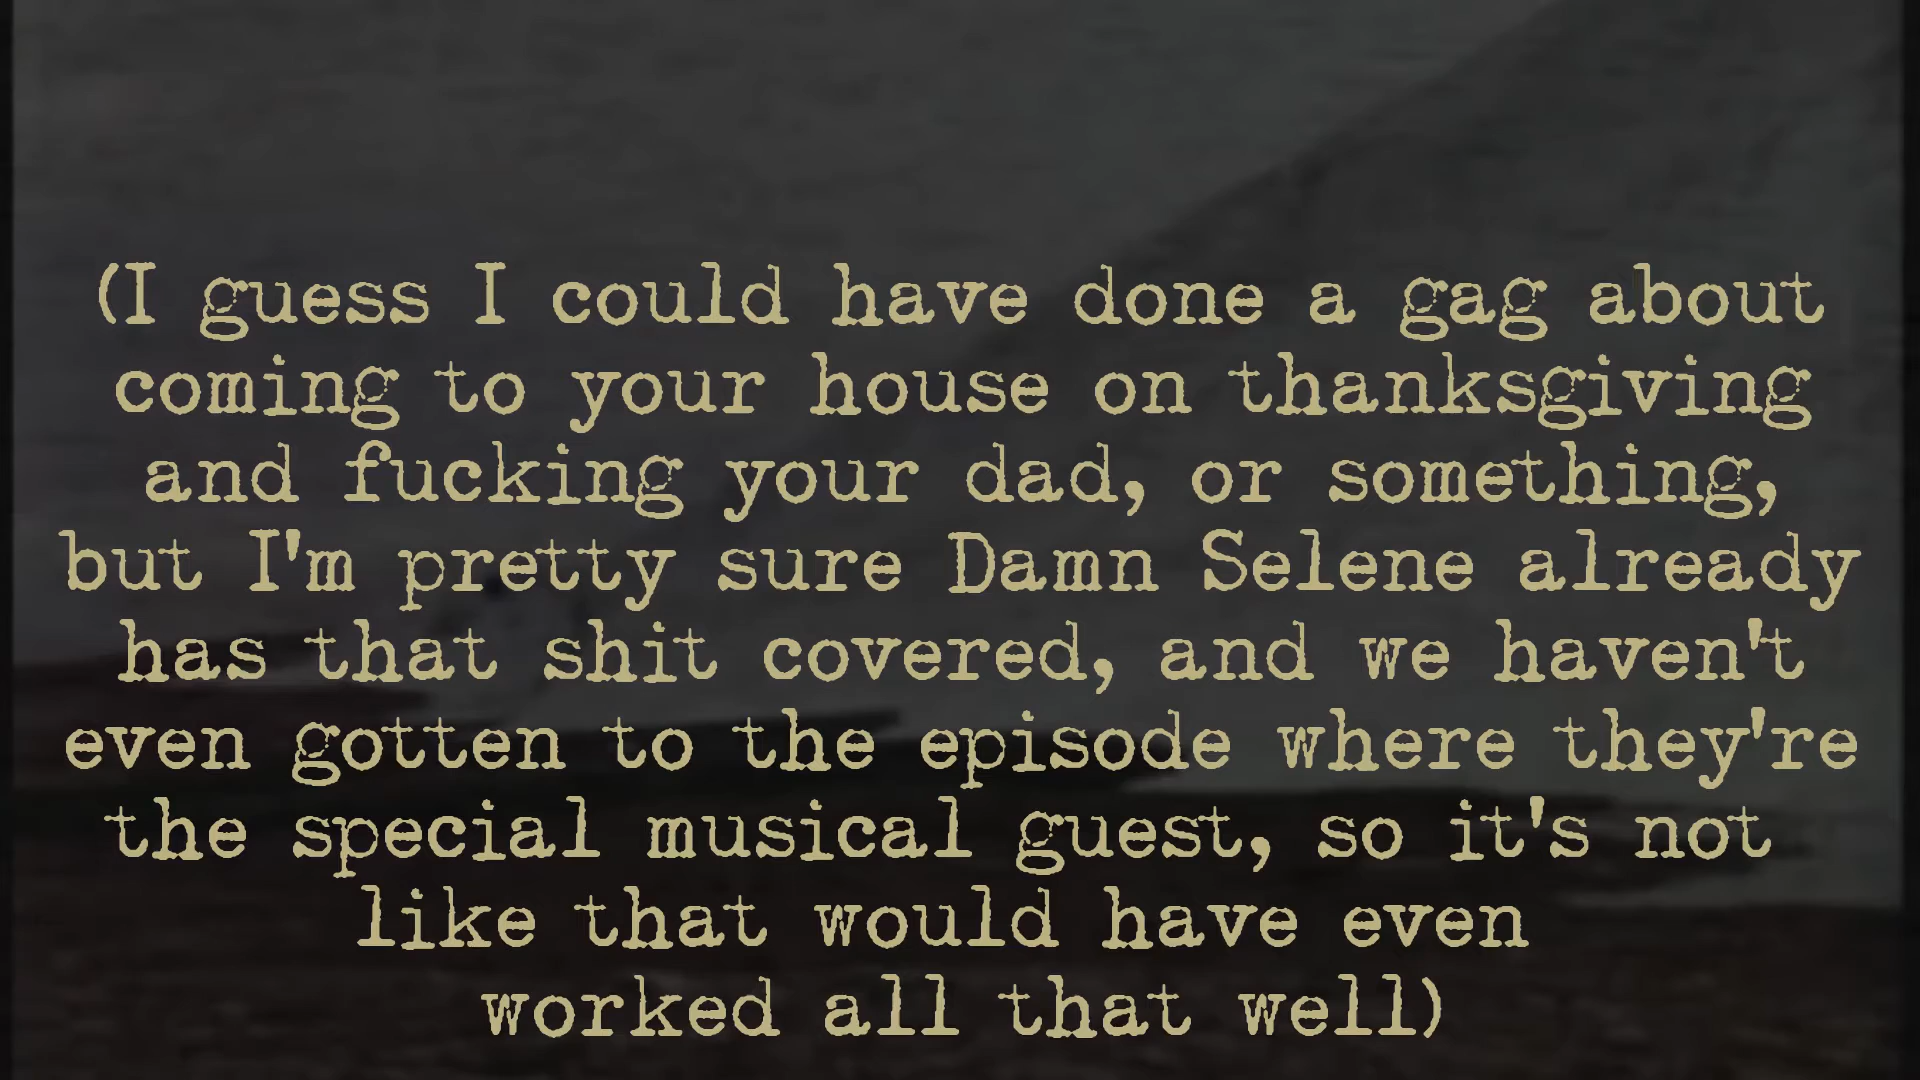 (I guess I could have done a gag about
coming to your house on thanksgiving
and fucking your dad, or something,
but I'm pretty sure Damn Selene already
has that shit covered, and we haven't
even gotten to the episode where they're
the special musical guest, so it's not
like that would have even
worked all that well)